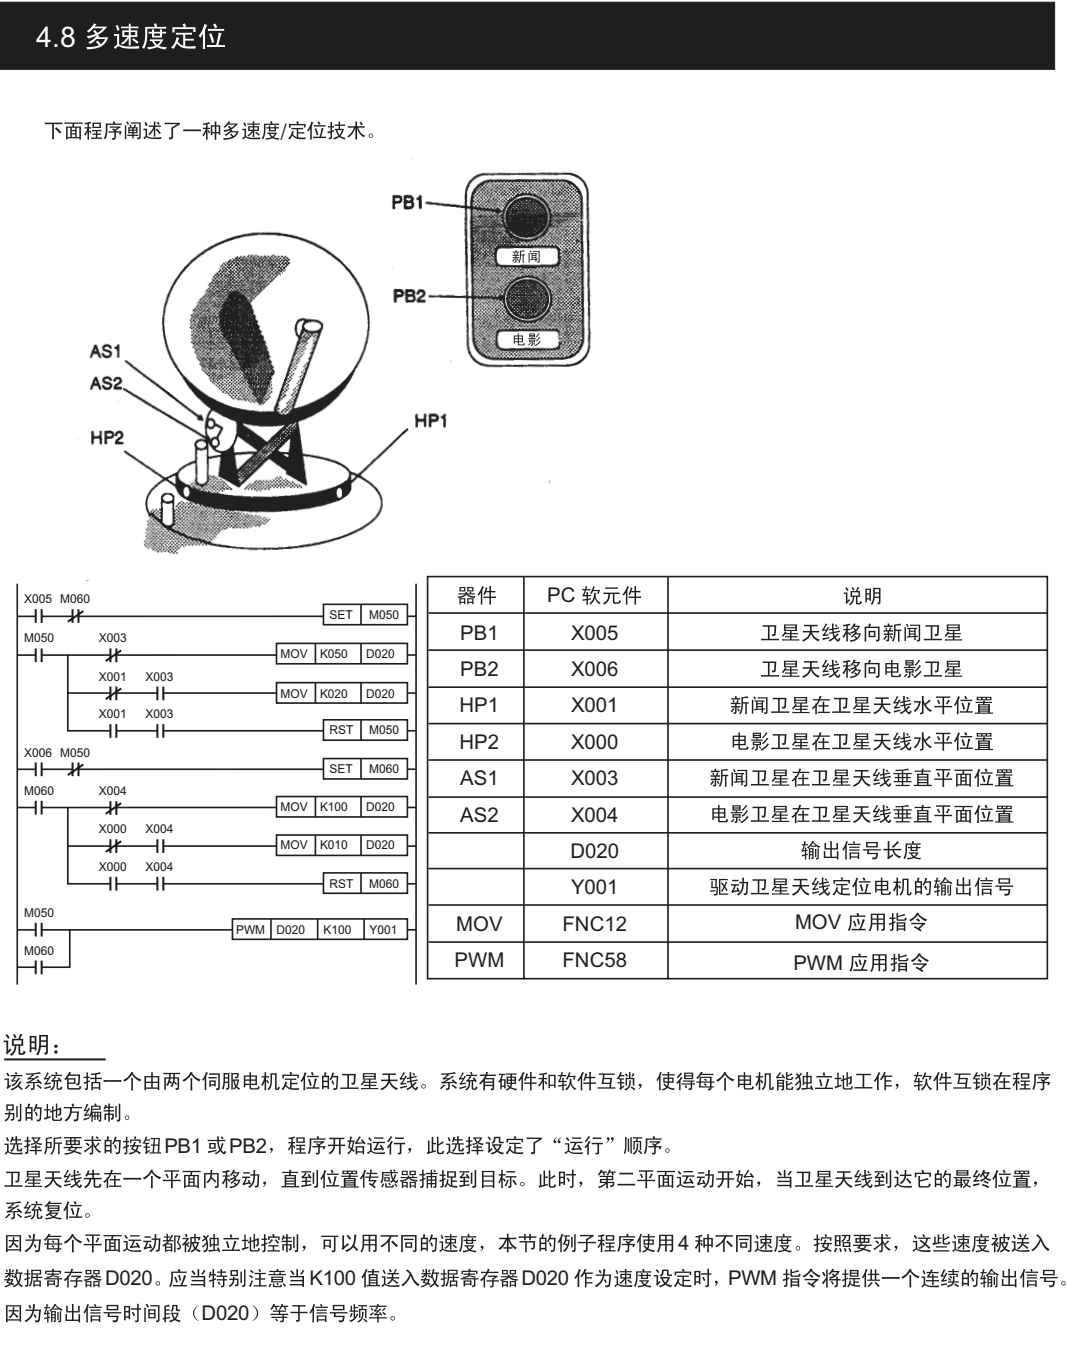 4.8 多速度定位
下面程序阐述了一种多速度/定位技术。
PB1
新闻
PB2
电影
AS1
AS2
HP2
HP1
X005 M060
SET M050
M050 X003
MOV K050 D020
X001 X003
MOV K020 D020
X001 X003
RST M050
X006 M050
SET M060
M060 X004
MOV K100 D020
X000 X004
MOV K010 D020
X000 X004
RST M060
M050
PWM D020 K100 Y001
M060
器件 PC 软元件 说明
PB1 X005 卫星天线移向新闻卫星
PB2 X006 卫星天线移向电影卫星
HP1 X001 新闻卫星在卫星天线水平位置
HP2 X000 电影卫星在卫星天线水平位置
AS1 X003 新闻卫星在卫星天线垂直平面位置
AS2 X004 电影卫星在卫星天线垂直平面位置
D020 输出信号长度
Y001 驱动卫星天线定位电机的输出信号
MOV FNC12 MOV 应用指令
PWM FNC58 PWM 应用指令
说明：
该系统包括一个由两个伺服电机定位的卫星天线。系统有硬件和软件互锁，使得每个电机能独立地工作，软件互锁在程序
别的地方编制。
选择所要求的按钮PB1 或PB2，程序开始运行，此选择设定了“运行”顺序。
卫星天线先在一个平面内移动，直到位置传感器捕捉到目标。此时，第二平面运动开始，当卫星天线到达它的最终位置，
系统复位。
因为每个平面运动都被独立地控制，可以用不同的速度，本节的例子程序使用4 种不同速度。按照要求，这些速度被送入
数据寄存器D020。应当特别注意当K100 值送入数据寄存器D020 作为速度设定时，PWM 指令将提供一个连续的输出信号。
因为输出信号时间段（D020）等于信号频率。